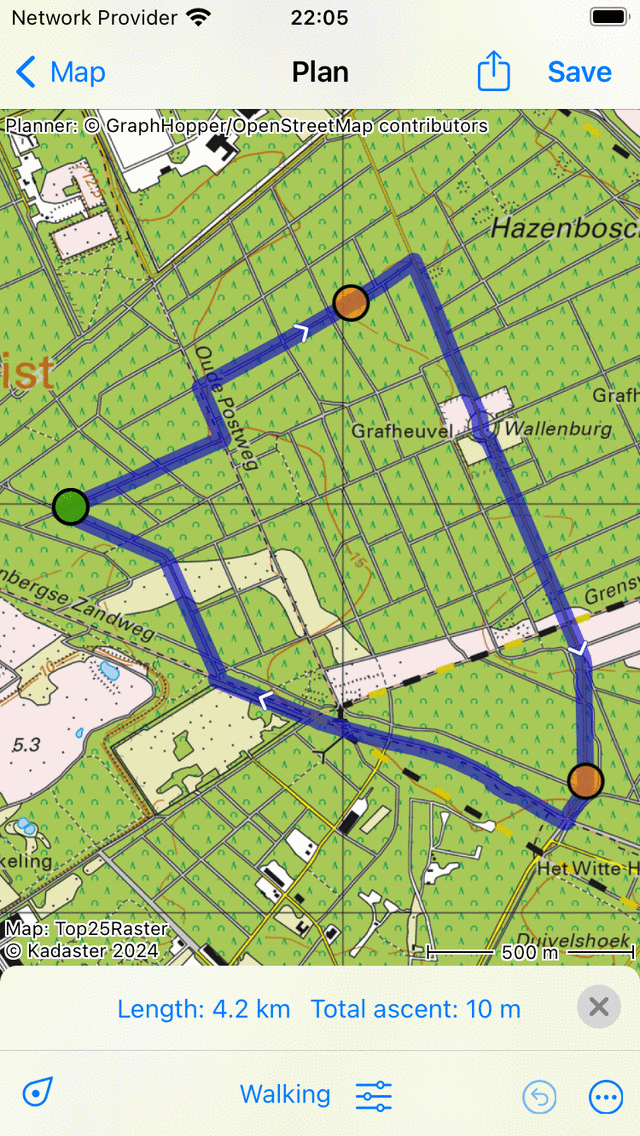 Network Provider
22:05
Map
Plan
Save
Planner: © GraphHopper/OpenStreetMap contributors
12.5
Hazenbosch
ist
Oude Postweg
Grafh
Grafheuvel
Wallenburg
15
Grensw
nbergse Zandweg
10
5.3
keling
Het Witte H
Duivelshoek
Map: Top25Raster
© Kadaster 2024
500 m
Length: 4.2 km
Total ascent: 10 m
Walking